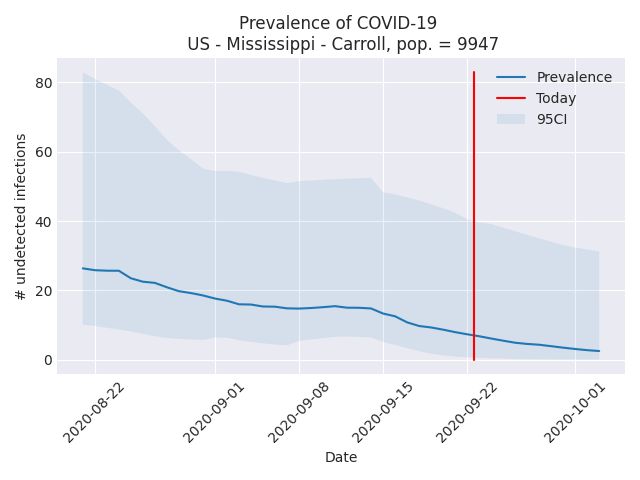 Prevalence of COVID-19
US - Mississippi - Carroll, pop. = 9947
# undetected infections
80
60
40
20
0
Prevalence
Today
95CI
2020-08-22
2020-09-01
2020-09-08
2020-09-15
2020-09-22
2020-10-01
Date